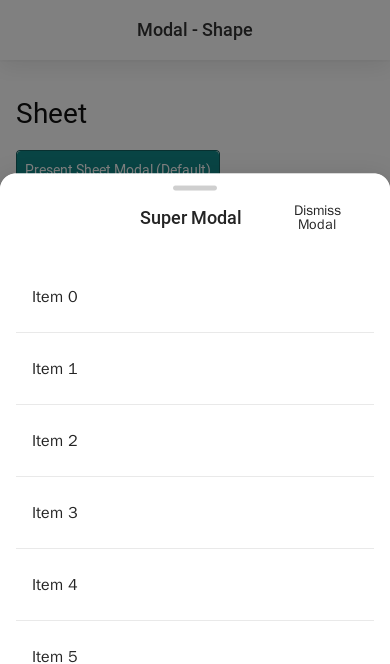 Modal - Shape
Sheet
Present Sheet Modal (Default)
Super Modal
Dismiss
Modal
Item 0
Item 1
Item 2
Item 3
Item 4
Item 5